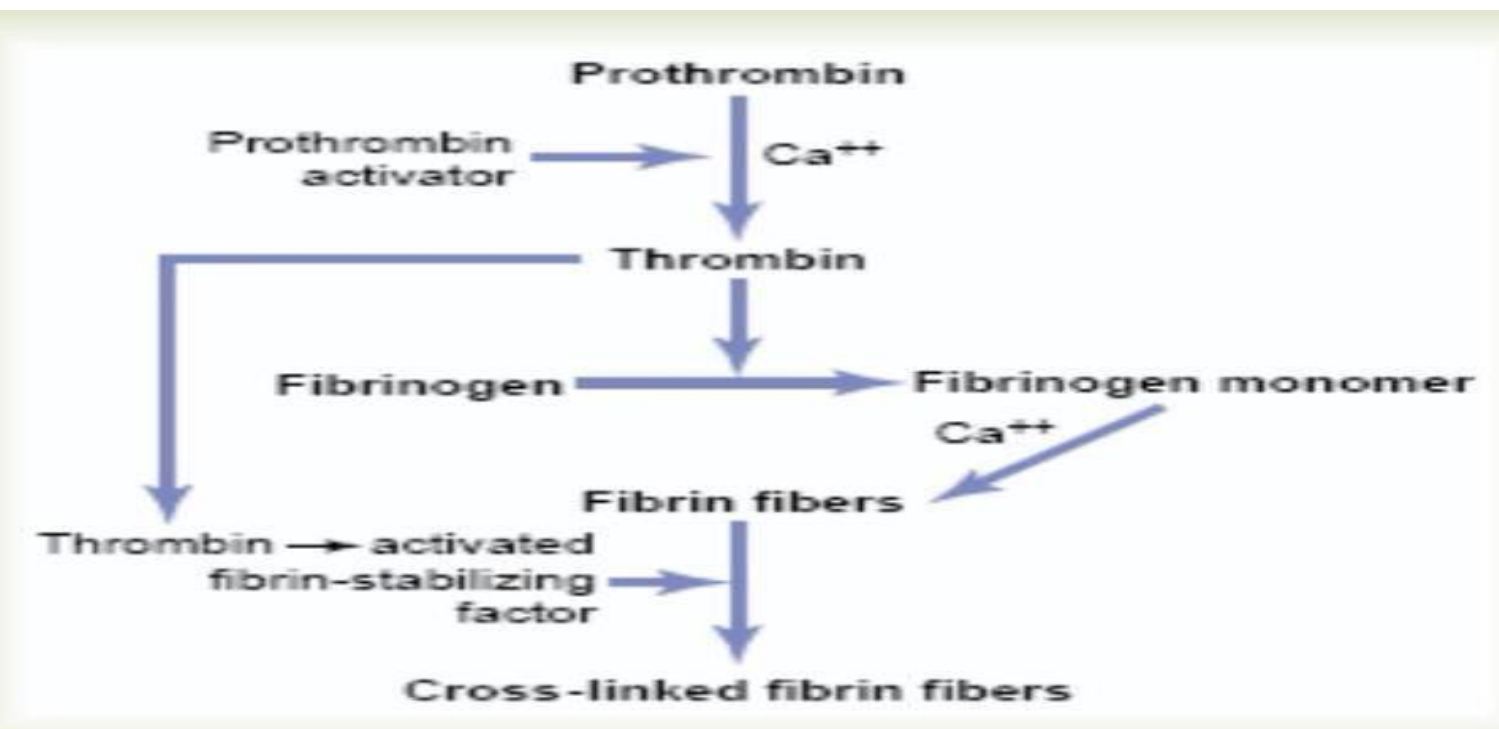 Prothrombin
Prothrombin
activator
Ca++
Thrombin
Fibrinogen
Fibrinogen monomer
Ca++
Fibrin fibers
Thrombin → activated
fibrin-stabilizing
factor
Cross-linked fibrin fibers